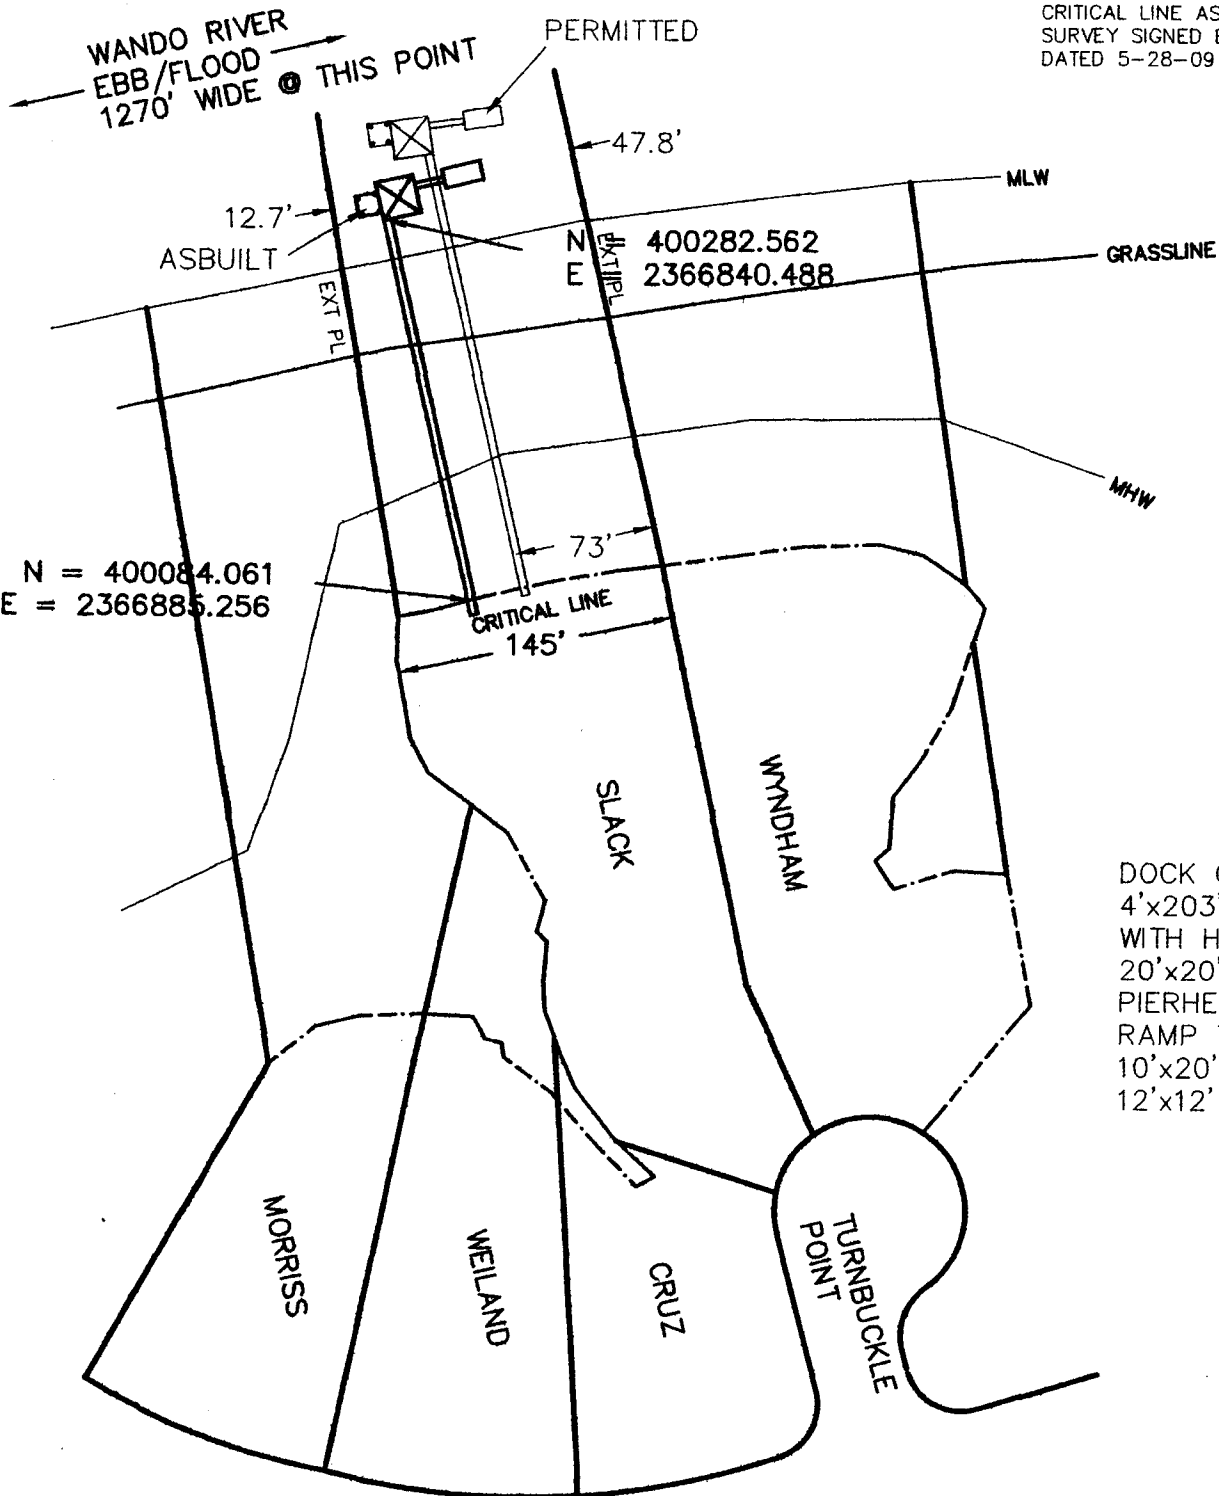 CRITICAL LINE AS
SURVEY SIGNED
DATED 5-28-09
WANDO RIVER
EBB/FLOOD
1270' WIDE @ THIS POINT
PERMITTED
47.8'
12.7'
ASBUILT
MLW
GRASSLINE
N = 400282.562
E = 2366840.488
EXT PL
EXT PL
MHW
73'
N = 400084.061
E = 2366885.256
CRITICAL LINE
145'
SLACK
WYNDHAM
DOCK
4'x203'
WITH
20'x20'
PIERHE
RAMP
10'x20'
12'x12'
MORRISS
WEILAND
CRUZ
TURNBUCKLE
POINT